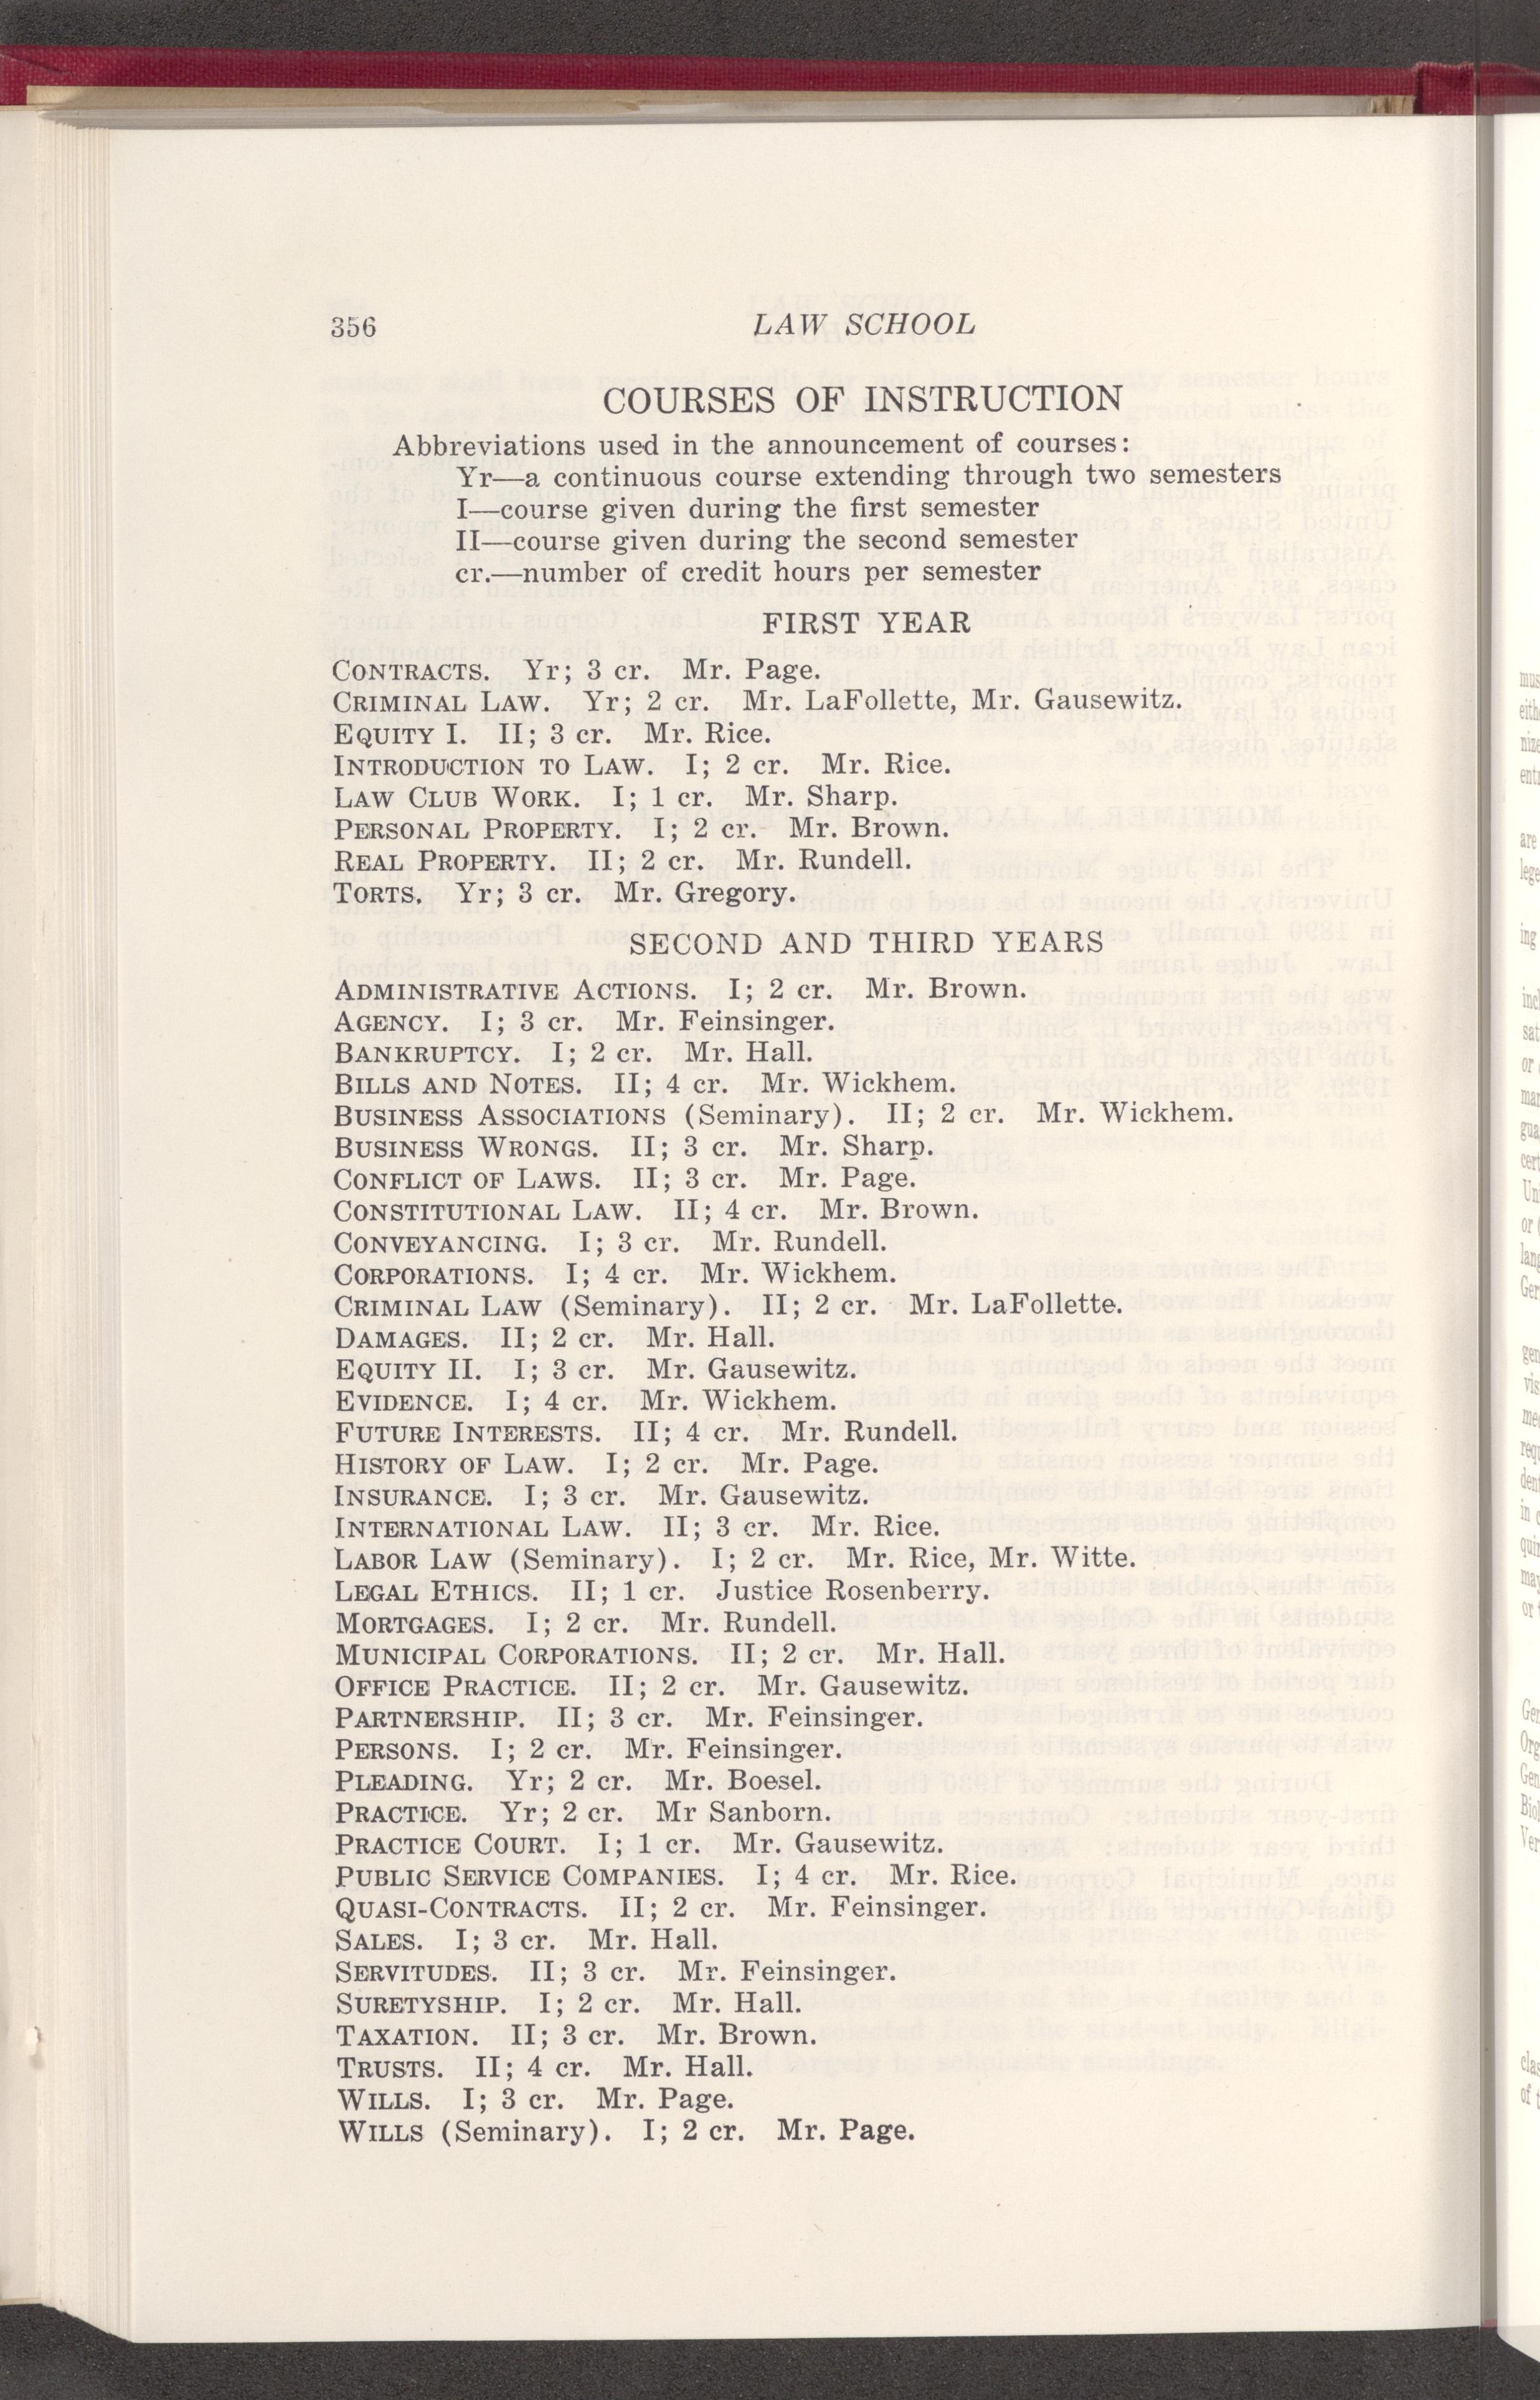 356 LAW SCHOOL
COURSES OF INSTRUCTION
Abbreviations used in the announcement of courses:
Yr—a continuous course extending through two semesters
I—course given during the first semester
II—course given during the second semester
cr.—number of credit hours per semester
FIRST YEAR
CONTRACTS. Yr; 3 cr. Mr. Page.
CRIMINAL LAW. Yr; 2 cr. Mr. LaFollette, Mr. Gausewitz.
EQUITY I. II; 3 cr. Mr. Rice.
INTRODUCTION TO LAW. I; 2 cr. Mr. Rice.
LAW CLUB WORK. I; 1 cr. Mr. Sharp.
PERSONAL PROPERTY. I; 2 cr. Mr. Brown.
REAL PROPERTY. II; 2 cr. Mr. Rundell.
TORTS. Yr; 3 cr. Mr. Gregory.
SECOND AND THIRD YEARS
ADMINISTRATIVE ACTIONS. I; 2 cr. Mr. Brown.
AGENCY. I; 3 cr. Mr. Feinsinger.
BANKRUPTCY. I; 2 cr. Mr. Hall.
BILLS AND NOTES. II; 4 cr. Mr. Wickhem.
BUSINESS ASSOCIATIONS (Seminary). II; 2 cr. Mr. Wickhem.
BUSINESS WRONGS. II; 3 cr. Mr. Sharp.
CONFLICT OF LAWS. II; 3 cr. Mr. Page.
CONSTITUTIONAL LAW. II; 4 cr. Mr. Brown.
CONVEYANCING. I; 3 cr. Mr. Rundell.
CORPORATIONS. I; 4 cr. Mr. Wickhem.
CRIMINAL LAW (Seminary). II; 2 cr. Mr. LaFollette.
DAMAGES. II; 2 cr. Mr. Hall.
EQUITY II. I; 3 cr. Mr. Gausewitz.
EVIDENCE. I; 4 cr. Mr. Wickhem.
FUTURE INTERESTS. II; 4 cr. Mr. Rundell.
HISTORY OF LAW. I; 2 cr. Mr. Page.
INSURANCE. I; 3 cr. Mr. Gausewitz.
INTERNATIONAL LAW. II; 3 cr. Mr. Rice.
LABOR LAW (Seminary). I; 2 cr. Mr. Rice, Mr. Witte.
LEGAL ETHICS. II; 1 cr. Justice Rosenberry.
MORTGAGES. I; 2 cr. Mr. Rundell.
MUNICIPAL CORPORATIONS. II; 2 cr. Mr. Hall.
OFFICE PRACTICE. II; 2 cr. Mr. Gausewitz.
PARTNERSHIP. II; 3 cr. Mr. Feinsinger.
PERSONS. I; 2 cr. Mr. Feinsinger.
PLEADING. Yr; 2 cr. Mr. Boesel.
PRACTICE. Yr; 2 cr. Mr Sanborn.
PRACTICE COURT. I; 1 cr. Mr. Gausewitz.
PUBLIC SERVICE COMPANIES. I; 4 cr. Mr. Rice.
QUASI-CONTRACTS. II; 2 cr. Mr. Feinsinger.
SALES. I; 3 cr. Mr. Hall.
SERVITUDES. II; 3 cr. Mr. Feinsinger.
SURETYSHIP. I; 2 cr. Mr. Hall.
TAXATION. II; 3 cr. Mr. Brown.
TRUSTS. II; 4 cr. Mr. Hall.
WILLS. I; 3 cr. Mr. Page.
WILLS (Seminary). I; 2 cr. Mr. Page.